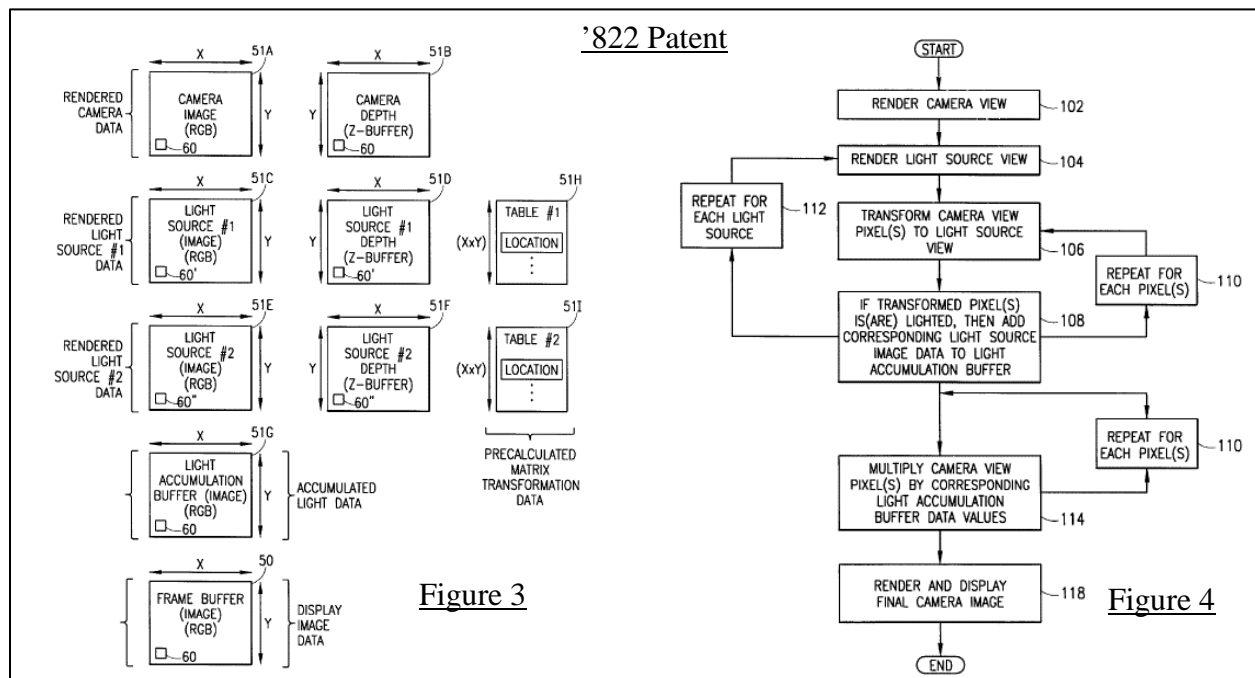 '822 Patent
X
51A
RENDERED
CAMERA
DATA
CAMERA
IMAGE
(RGB)
60
Y
X
51B
Y
CAMERA
DEPTH
(Z-BUFFER)
60
X
51C
RENDERED
LIGHT
SOURCE #1
DATA
LIGHT
SOURCE #1
(IMAGE)
(RGB)
60'
Y
X
51D
Y
LIGHT
SOURCE #1
DEPTH
(Z-BUFFER)
60'
51H
(XxY)
TABLE #1
LOCATION
X
51E
RENDERED
LIGHT
SOURCE #2
DATA
LIGHT
SOURCE #2
(IMAGE)
(RGB)
60"
Y
X
51F
Y
LIGHT
SOURCE #2
DEPTH
(Z-BUFFER)
60"
51I
(XxY)
TABLE #2
LOCATION
PRECALCULATED
MATRIX
TRANSFORMATION
DATA
X
51G
LIGHT
ACCUMULATION
BUFFER (IMAGE)
(RGB)
60
Y
ACCUMULATED
LIGHT DATA
X
50
FRAME BUFFER
(IMAGE)
(RGB)
60
Y
DISPLAY
IMAGE
DATA
Figure 3
START
RENDER CAMERA VIEW
102
RENDER LIGHT SOURCE VIEW
104
REPEAT FOR
EACH LIGHT
SOURCE
112
TRANSFORM CAMERA VIEW
PIXEL(S) TO LIGHT SOURCE
VIEW
106
REPEAT FOR
EACH PIXEL(S)
110
IF TRANSFORMED PIXEL(S)
IS(ARE) LIGHTED, THEN ADD
CORRESPONDING LIGHT SOURCE
IMAGE DATA TO LIGHT
ACCUMULATION BUFFER
108
REPEAT FOR
EACH PIXEL(S)
110
MULTIPLY CAMERA VIEW
PIXEL(S) BY CORRESPONDING
LIGHT ACCUMULATION
BUFFER DATA VALUES
114
RENDER AND DISPLAY
FINAL CAMERA IMAGE
118
END
Figure 4